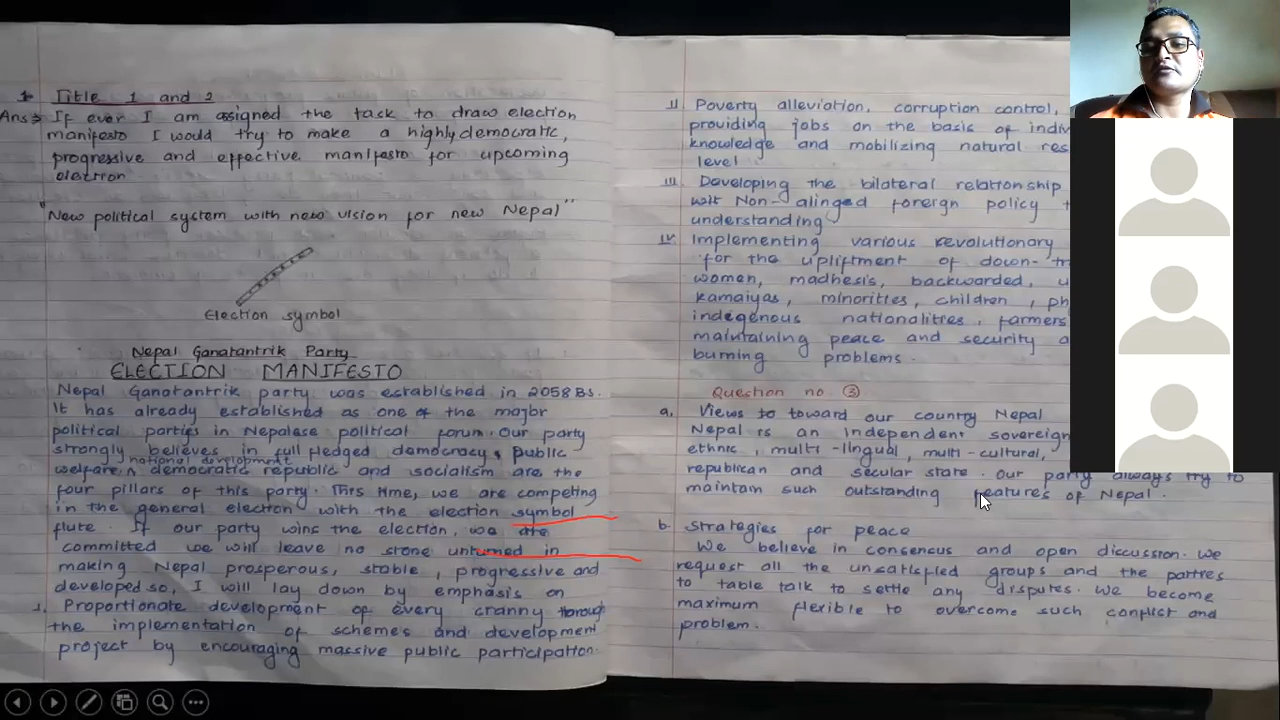 1. Title 1 and 2
Ans:> If ever I am assigned the task to draw election
manifesto I would try to make a highly democratic,
progressive and effective manifesto for upcoming
election
"New political system with new vision for new Nepal"
Election symbol
Nepal Ganatantrik Party
ELECTION MANIFESTO
Nepal Ganatantrik party was established in 2058 BS.
It has already established as one of the major
political parties in Nepalese political forum. Our party
strongly believes in full fledged democracy, public
national development
welfare, democratic republic and socialism are the
four pillars of this party. This time, we are competing
in the general election with the election symbol
flute. If our party wins the election, we are
committed we will leave no stone unturned in
making Nepal prosperous, stable, progressive and
developed so, I will lay down by emphasis on
1. Proportionate development of every cranny thorough
the implementation of schemes and development
project by encouraging massive public participation.
II Poverty alleviation, corruption control,
providing jobs on the basis of indiv
knowledge and mobilizing natural res
level
III. Developing the bilateral relationship
wit Non-alinged foreign policy t
understanding
IV. Implementing various revolutionary
for the upliftment of down-tra
women, madhesis, backwarded, u
kamaiyas, minorities, children, ph
indegenous nationalities, farmers
maintaining peace and security a
burning problems.
Question no ③
a. Views to toward our country Nepal
Nepal is an independent sovereign
ethnic, multi-lingual, multi-cultural,
republican and secular state. Our party always try to
maintain such outstanding features of Nepal.
b. Strategies for peace
We believe in concencus and open discussion. We
request all the unsatisfied groups and the parties
to table talk to settle any disputes. We become
maximum flexible to overcome such conflict and
problem.